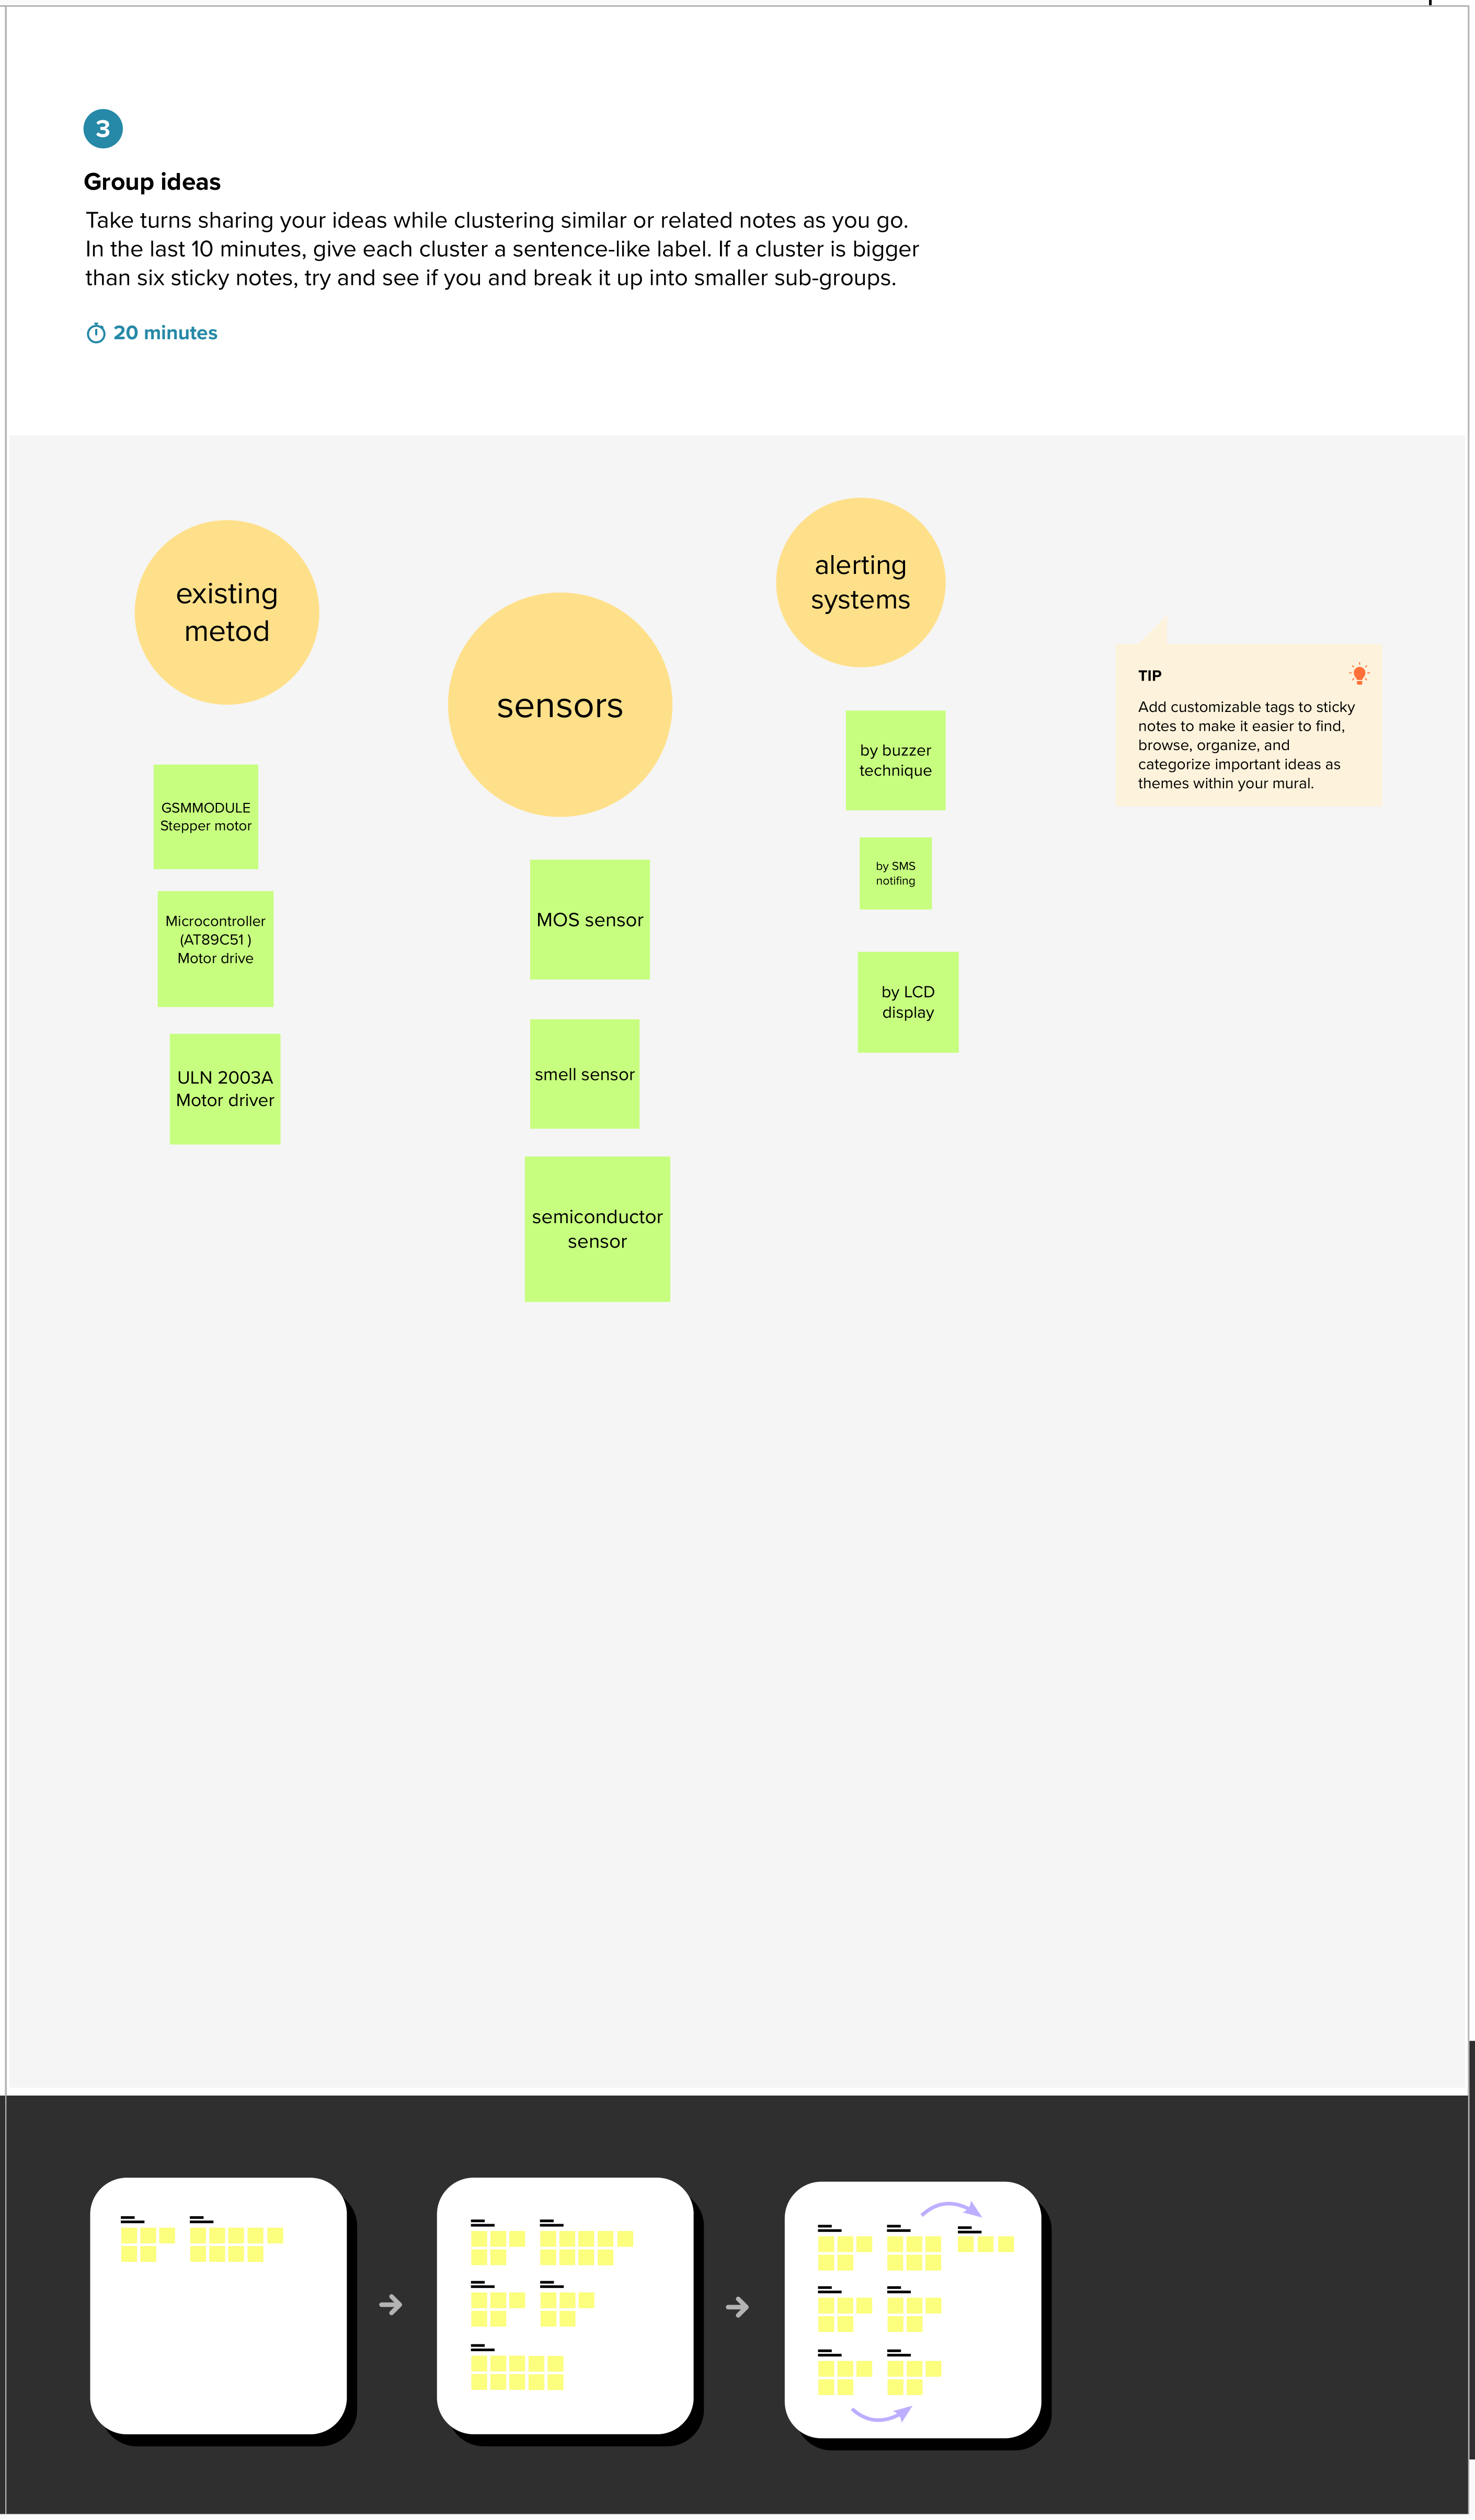 3
Group ideas
Take turns sharing your ideas while clustering similar or related notes as you go.
In the last 10 minutes, give each cluster a sentence-like label. If a cluster is bigger
than six sticky notes, try and see if you and break it up into smaller sub-groups.
20 minutes
existing
metod
GSMMODULE
Stepper motor
Microcontroller
(AT89C51 )
Motor drive
ULN 2003A
Motor driver
sensors
MOS sensor
smell sensor
semiconductor
sensor
alerting
systems
by buzzer
technique
by SMS
notifing
by LCD
display
TIP
Add customizable tags to sticky
notes to make it easier to find,
browse, organize, and
categorize important ideas as
themes within your mural.